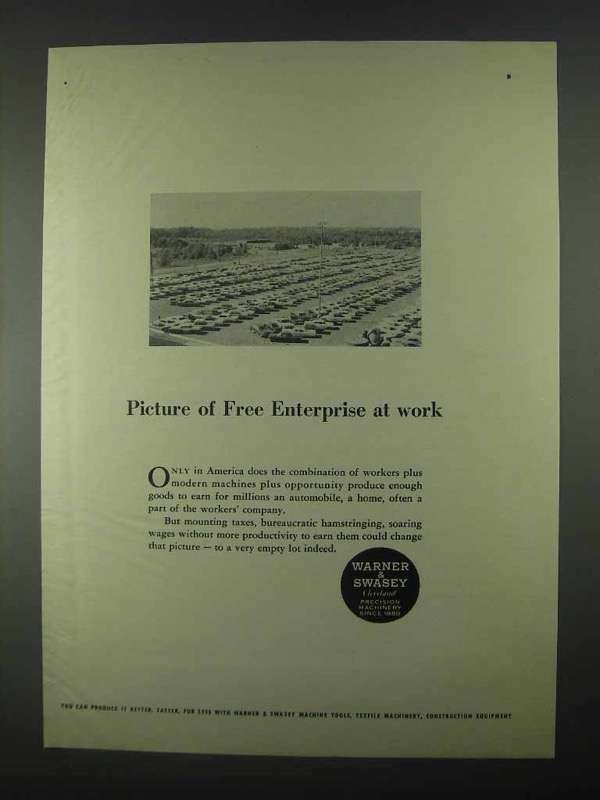 Picture of Free Enterprise at work
ONLY in America does the combination of workers plus
modern machines plus opportunity produce enough
goods to earn for millions an automobile, a home, often a
part of the workers' company.
But mounting taxes, bureaucratic hamstringing, soaring
wages without more productivity to earn them could change
that picture — to a very empty lot indeed.
WARNER
&
SWASEY
Cleveland
PRECISION
MACHINERY
SINCE 1880
YOU CAN PRODUCE IT BETTER, FASTER, FOR LESS WITH WARNER & SWASEY MACHINE TOOLS, TEXTILE MACHINERY, CONSTRUCTION EQUIPMENT